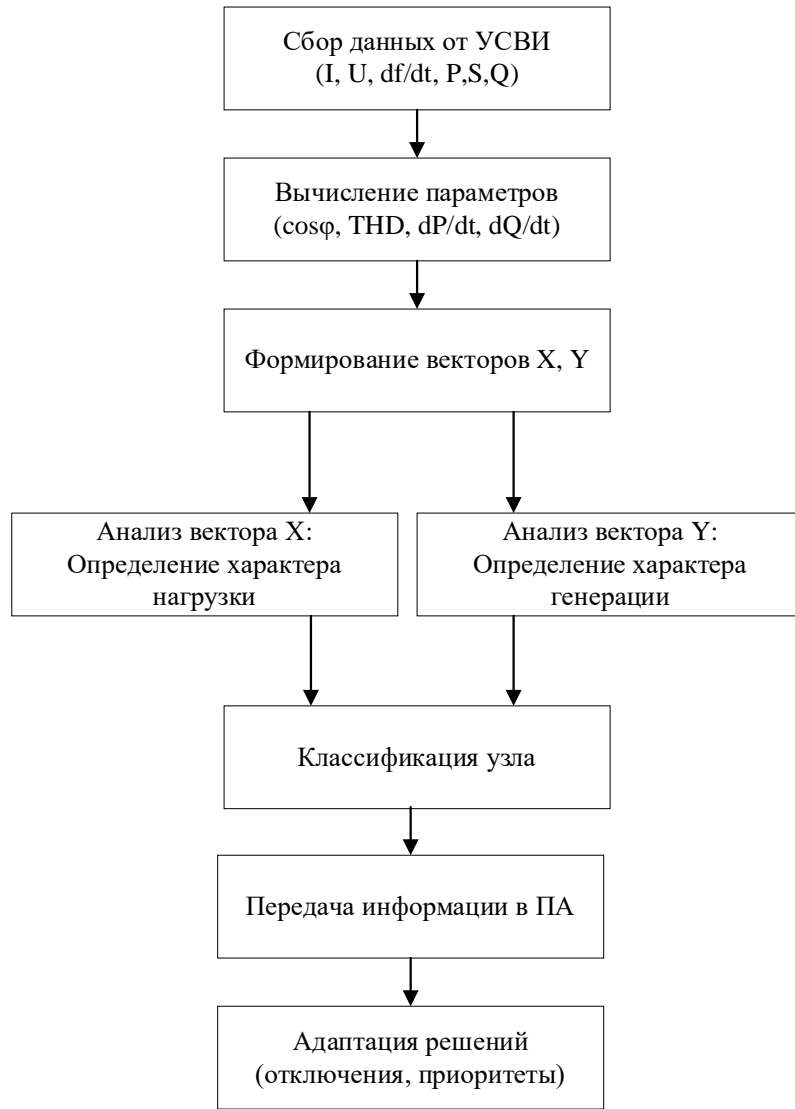 Сбор данных от УСВИ
(I, U, df/dt, P,S,Q)
Вычисление параметров
(cosφ, THD, dP/dt, dQ/dt)
Формирование векторов X, Y
Анализ вектора X:
Определение характера
нагрузки
Анализ вектора Y:
Определение характера
генерации
Классификация узла
Передача информации в ПА
Адаптация решений
(отключения, приоритеты)